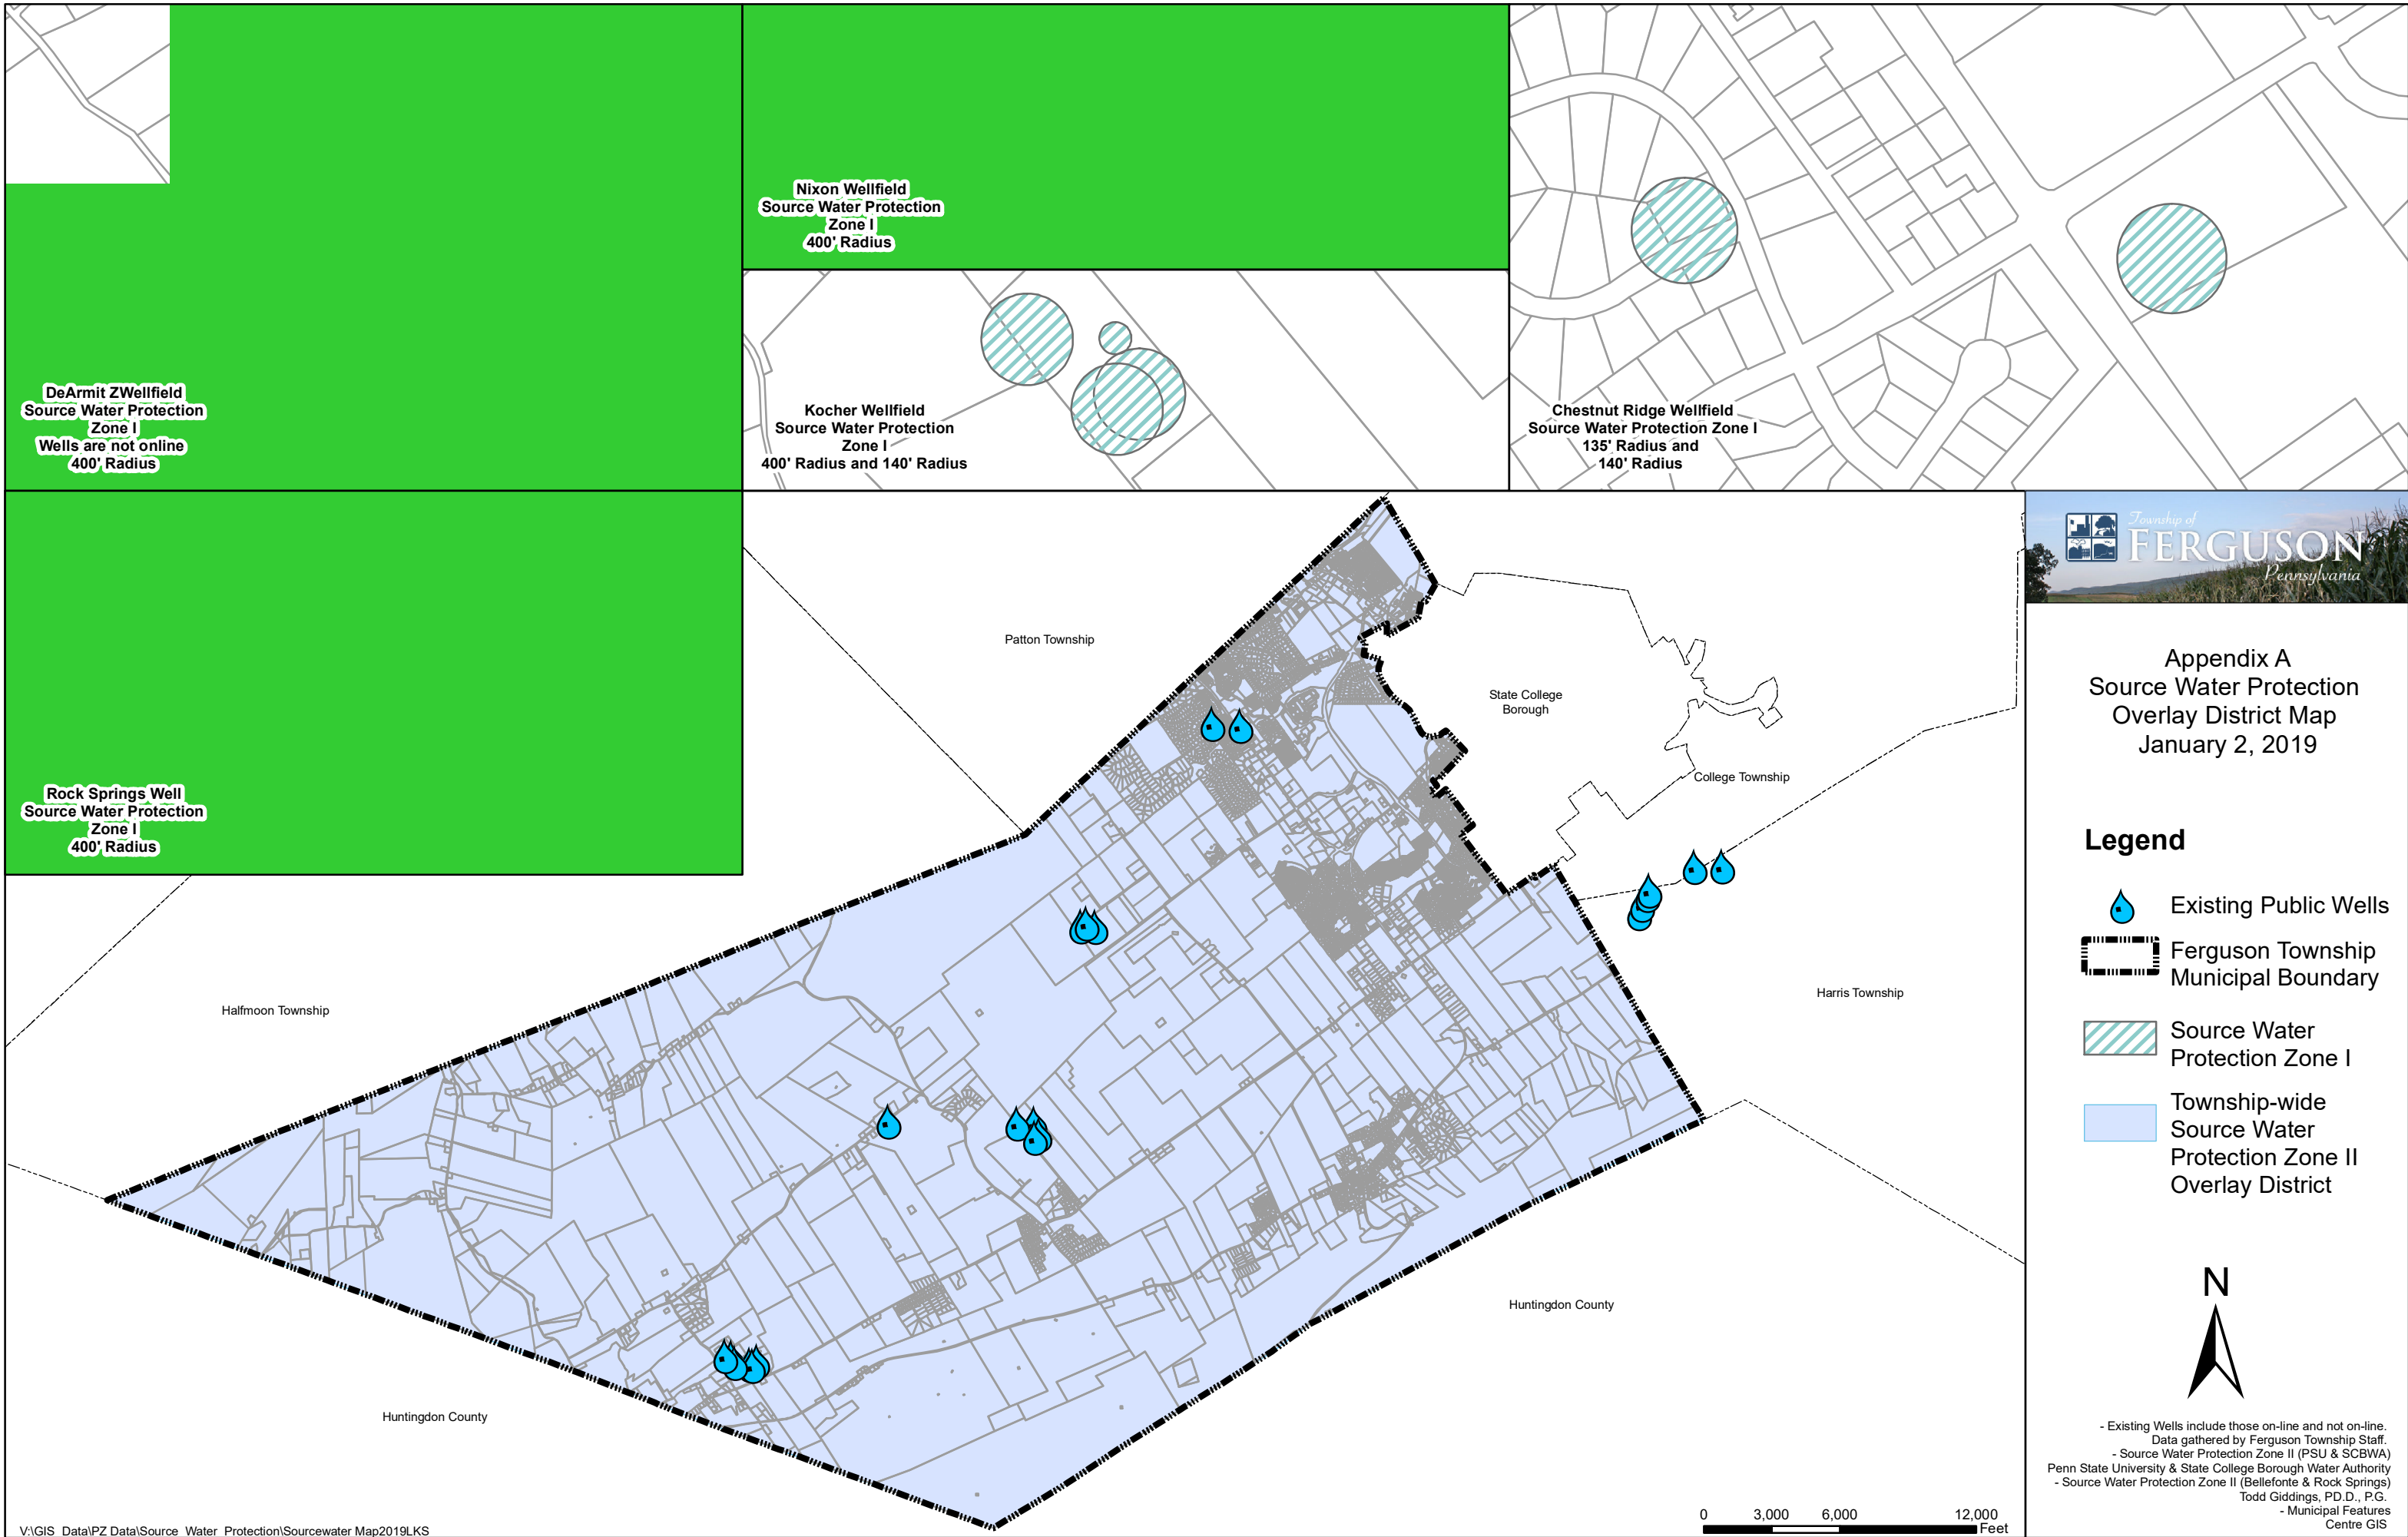 Nixon Wellfield
Source Water Protection
Zone I
400' Radius
DeArmit ZWellfield
Source Water Protection
Zone I
Wells are not online
400' Radius
Kocher Wellfield
Source Water Protection
Zone I
400' Radius and 140' Radius
Chestnut Ridge Wellfield
Source Water Protection Zone I
135' Radius and
140' Radius
Rock Springs Well
Source Water Protection
Zone I
400' Radius
Patton Township
State College
Borough
College Township
Halfmoon Township
Harris Township
Huntingdon County
Huntingdon County
Township of
FERGUSON
Pennsylvania
Appendix A
Source Water Protection
Overlay District Map
January 2, 2019
Legend
Existing Public Wells
Ferguson Township
Municipal Boundary
Source Water
Protection Zone I
Township-wide
Source Water
Protection Zone II
Overlay District
N
- Existing Wells include those on-line and not on-line.
Data gathered by Ferguson Township Staff.
- Source Water Protection Zone II (PSU & SCBWA)
Penn State University & State College Borough Water Authority
- Source Water Protection Zone II (Bellefonte & Rock Springs)
Todd Giddings, PD.D., P.G.
- Municipal Features
Centre GIS
0 3,000 6,000 12,000
Feet
V:\GIS_Data\PZ Data\Source_Water_Protection\Sourcewater Map2019LKS